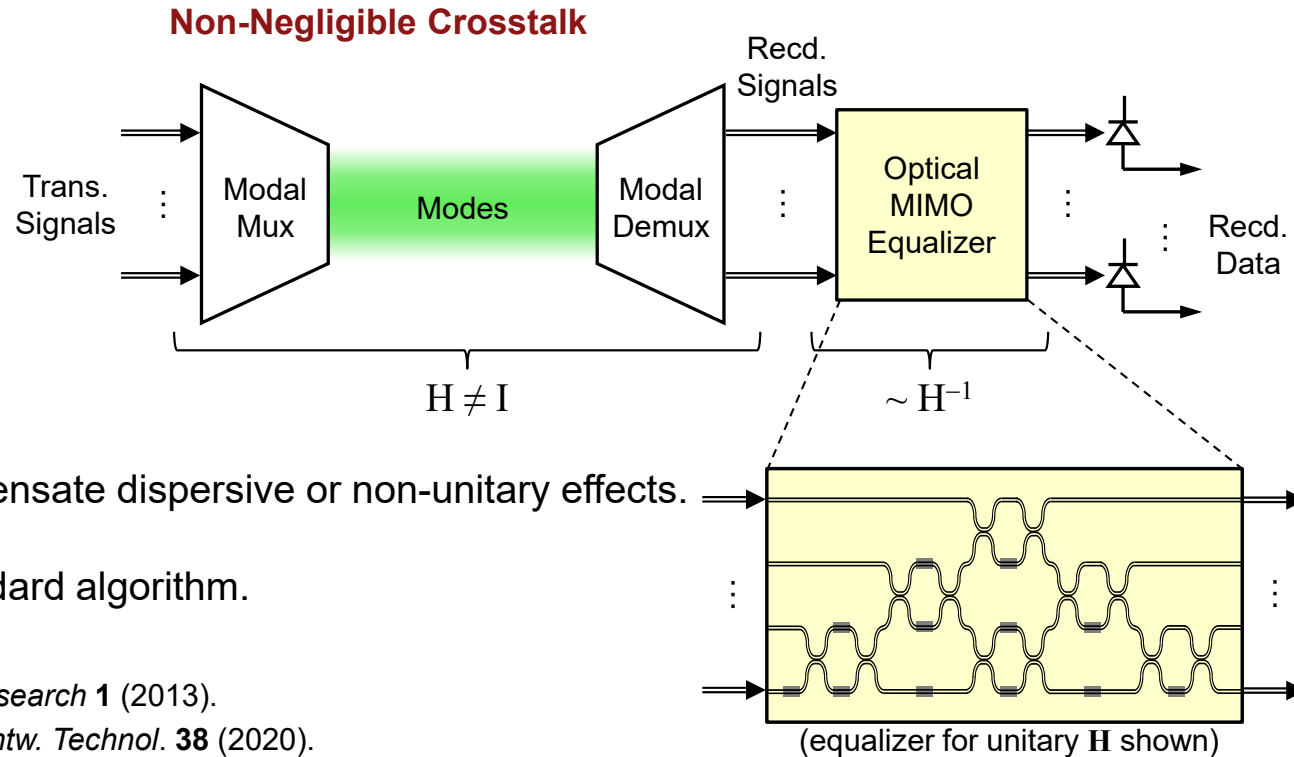 Non-Negligible Crosstalk
Recd.
Signals
Trans.
Signals
⋮
Modal
Mux
Modes
Modal
Demux
⋮
Optical
MIMO
Equalizer
⋮
⋮
Recd.
Data
H ≠ I
~ H⁻¹
ensate dispersive or non-unitary effects.
dard algorithm.
search 1 (2013).
htw. Technol. 38 (2020).
⋮
⋮
(equalizer for unitary H shown)